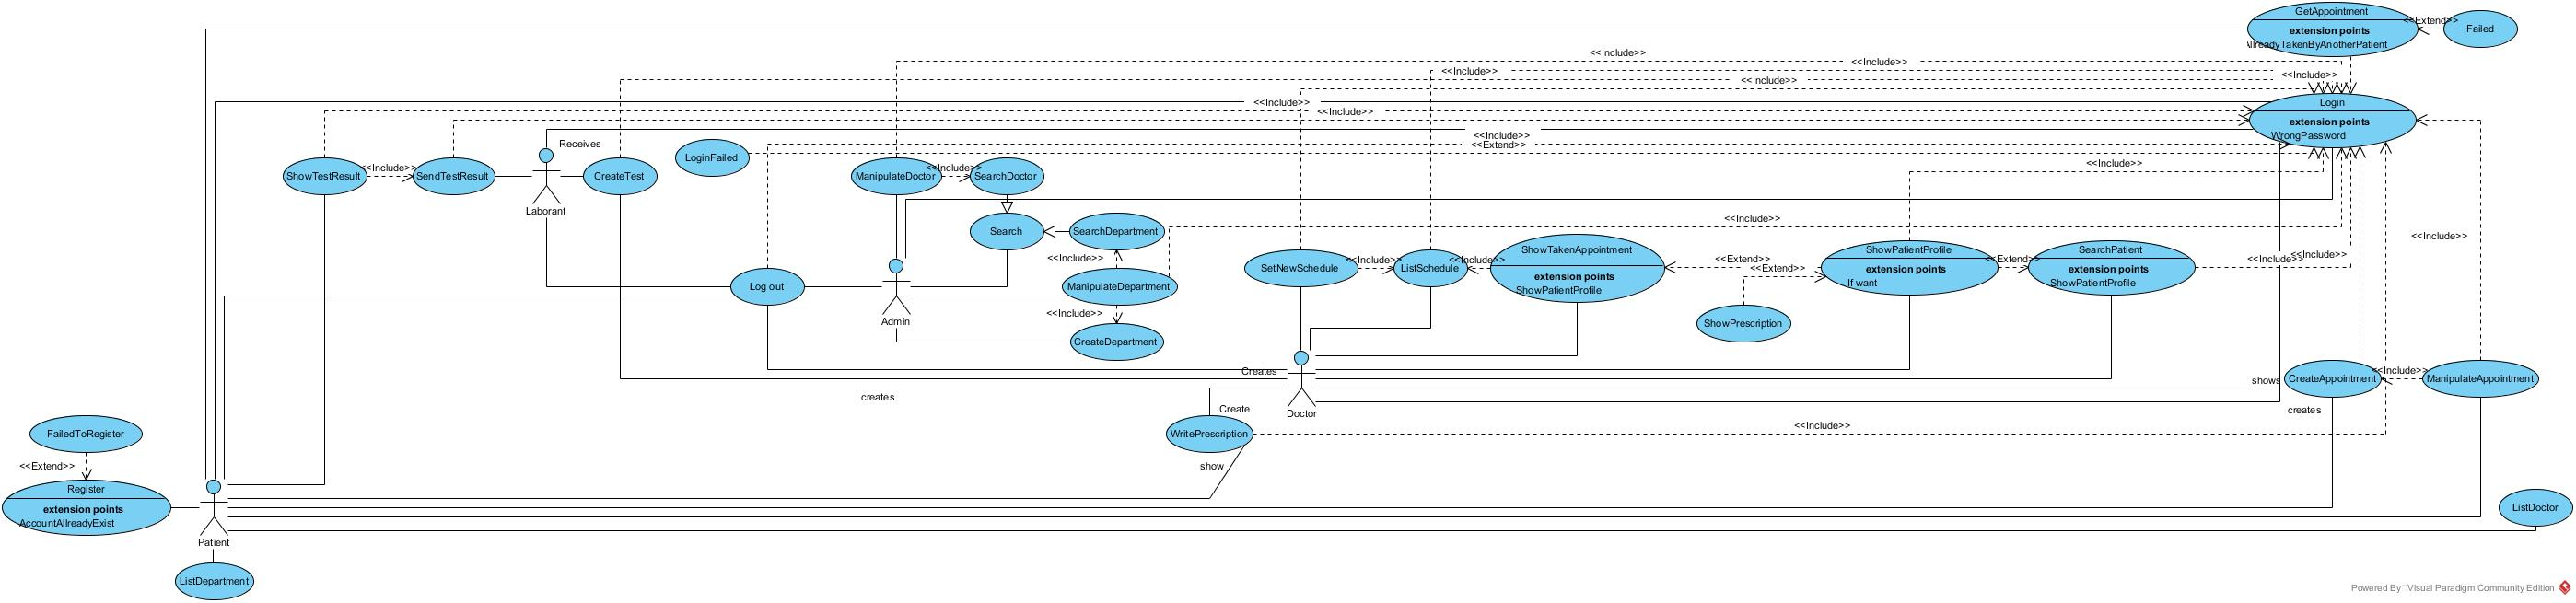 GetAppointment
extension points
AllreadyTakenByAnotherPatient
<<Extend>>
Failed
<<Include>>
<<Include>>
<<Include>>
<<Include>>
<<Include>>
<<Include>>
<<Include>>
Login
extension points
WrongPassword
<<Include>>
<<Extend>>
Receives
LoginFailed
ShowTestResult
<<Include>>
SendTestResult
CreateTest
Laborant
ManipulateDoctor
<<Include>>
SearchDoctor
<<Include>>
<<Include>>
Search
SearchDepartment
<<Include>>
<<Include>>
ManipulateDepartment
<<Include>>
CreateDepartment
Log out
Admin
SetNewSchedule
<<Include>>
ListSchedule
<<Include>>
ShowTakenAppointment
extension points
ShowPatientProfile
<<Extend>>
<<Extend>>
ShowPatientProfile
extension points
If want
<<Extend>>
SearchPatient
extension points
ShowPatientProfile
<<Include>>
<<Include>>
ShowPrescription
Creates
Doctor
shows
CreateAppointment
<<Include>>
ManipulateAppointment
creates
creates
Create
WritePrescription
<<Include>>
show
FailedToRegister
<<Extend>>
Register
extension points
AccountAllreadyExist
Patient
ListDoctor
ListDepartment
Powered By Visual Paradigm Community Edition